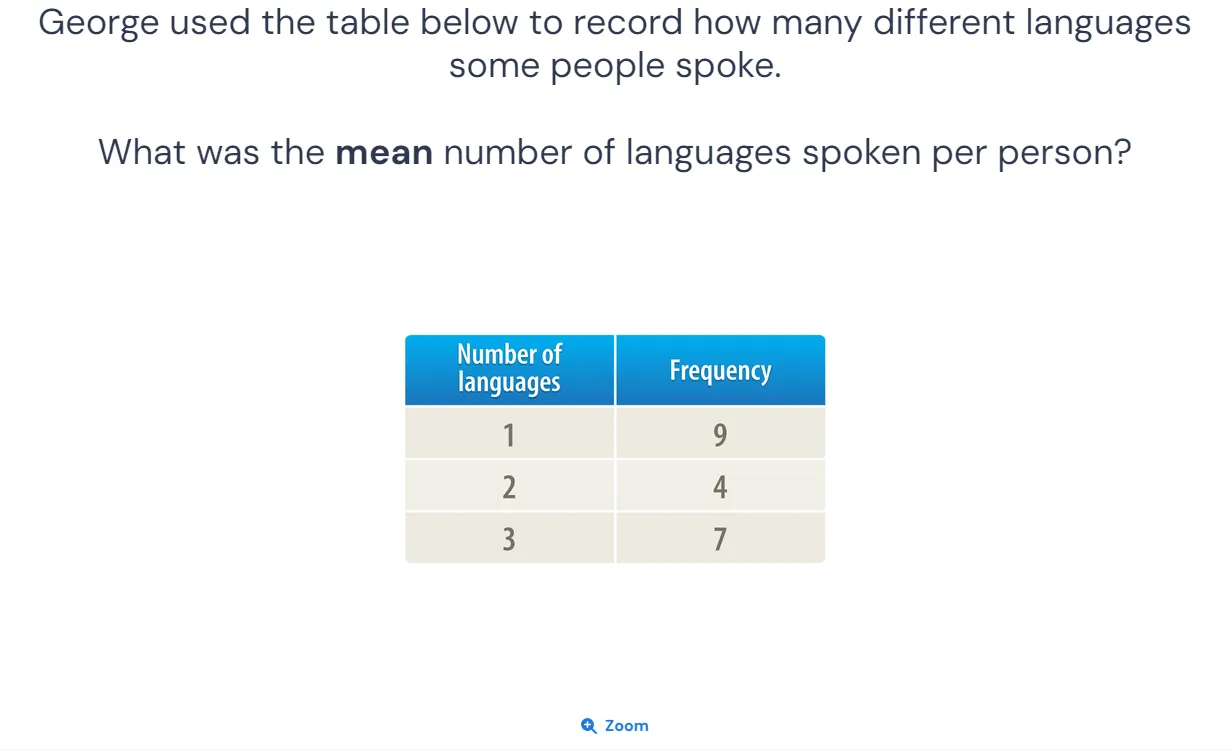 George used the table below to record how many different languages
some people spoke.
What was the mean number of languages spoken per person?
Number of
languages
Frequency
1 9
2 4
3 7
Zoom